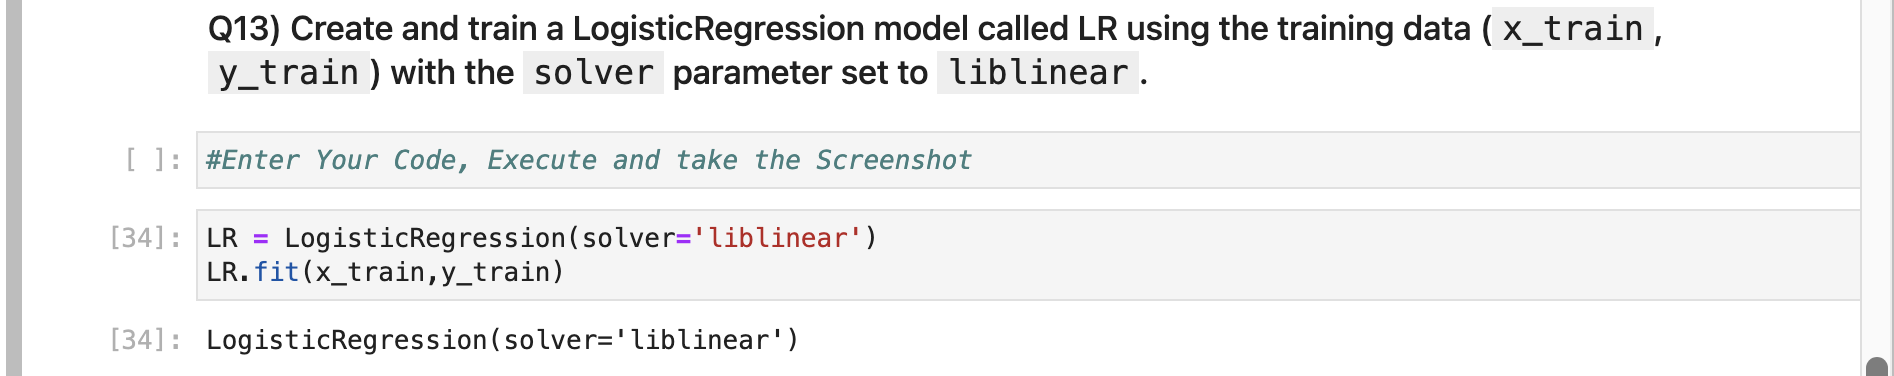 Q13) Create and train a LogisticRegression model called LR using the training data ( x_train ,
y_train ) with the solver parameter set to liblinear .
[ ]: #Enter Your Code, Execute and take the Screenshot
[34]: LR = LogisticRegression(solver='liblinear')
LR.fit(x_train,y_train)
[34]: LogisticRegression(solver='liblinear')